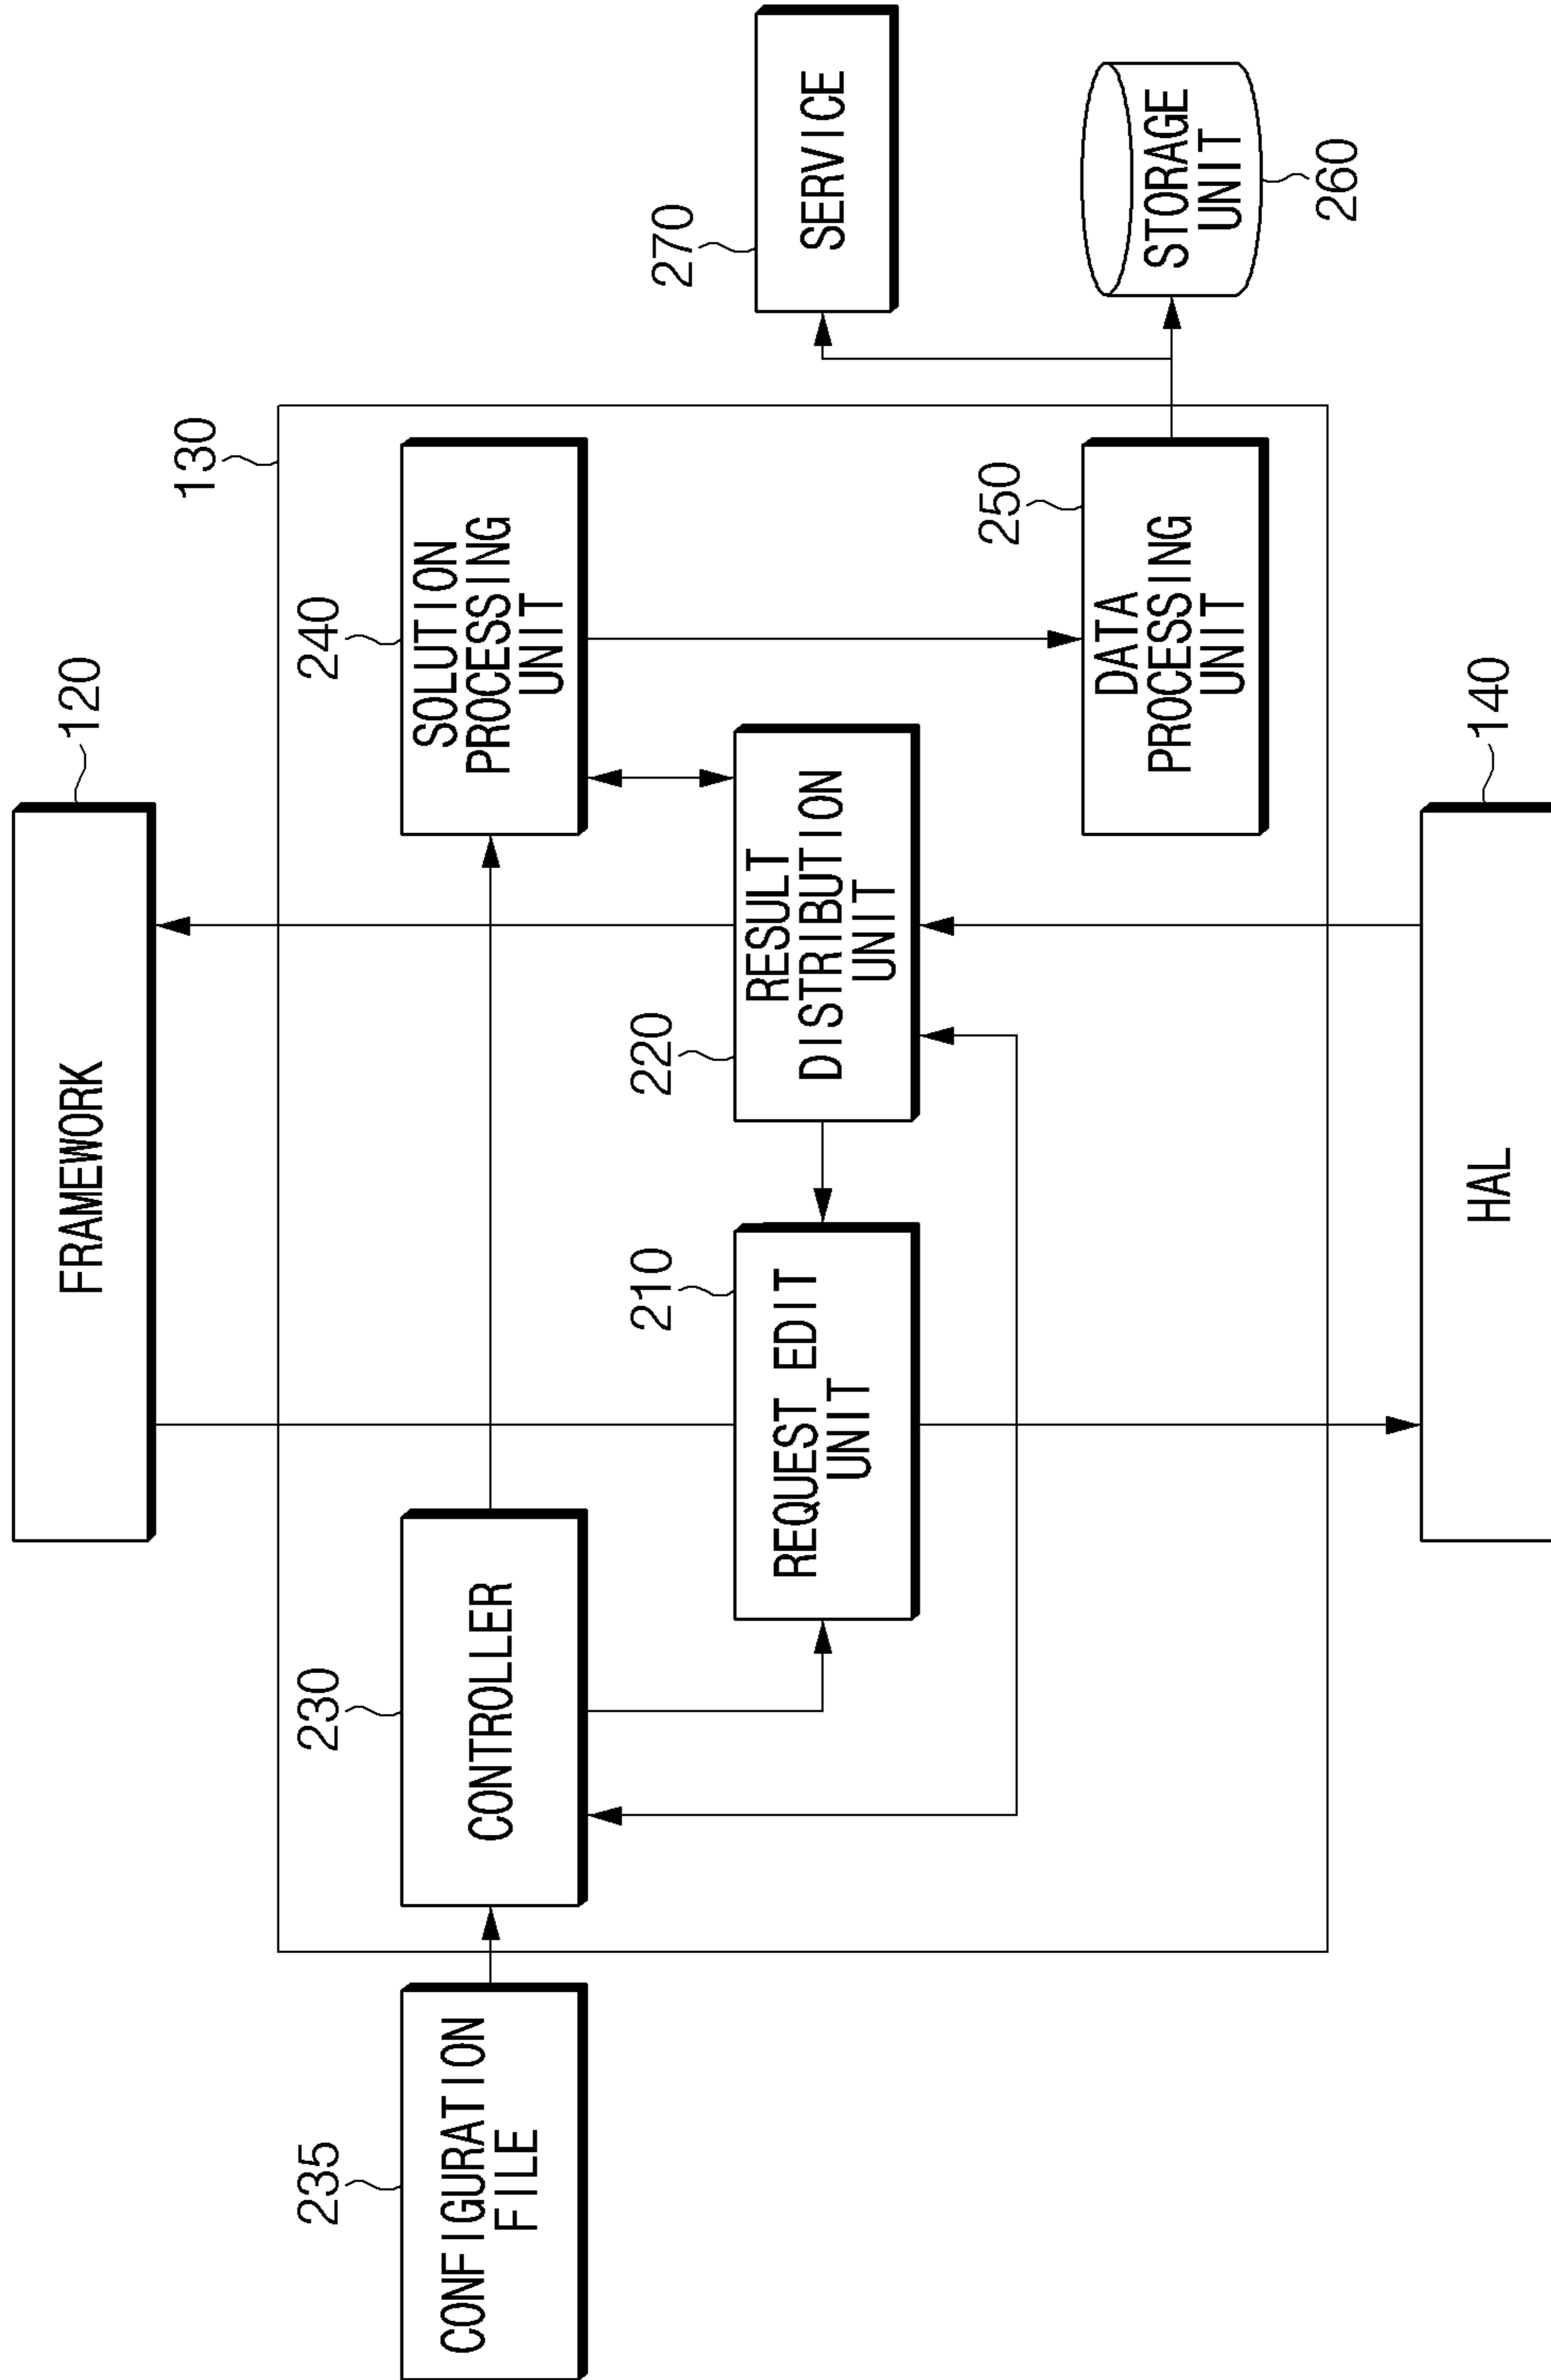 120
FRAMEWORK
130
235
CONFIGURATION
FILE
230
CONTROLLER
240
SOLUTION
PROCESSING
UNIT
210
REQUEST EDIT
UNIT
220
RESULT
DISTRIBUTION
UNIT
270
SERVICE
250
DATA
PROCESSING
UNIT
STORAGE
UNIT
260
140
HAL